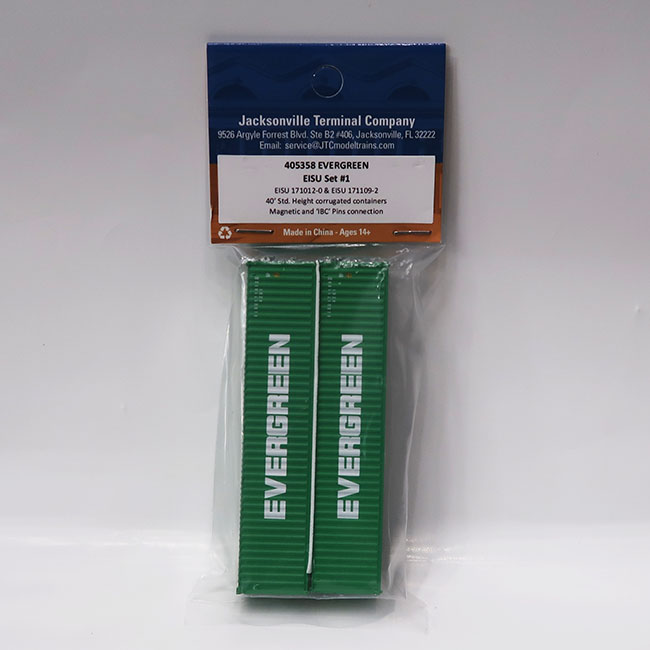 Jacksonville Terminal Company
9526 Argyle Forrest Blvd. Ste B2 #406, Jacksonville, FL 32222
Email: service@JTCmodeltrains.com
405358 EVERGREEN
EISU Set #1
EISU 171012-0 & EISU 171109-2
40' Std. Height corrugated containers
Magnetic and 'IBC' Pins connection
Made in China - Ages 14+
EVERGREEN
EVERGREEN